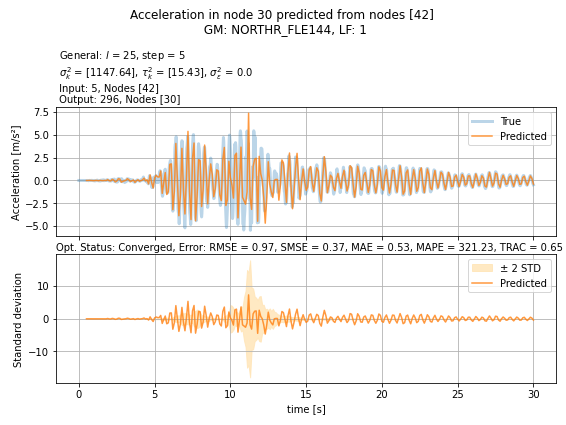 Acceleration in node 30 predicted from nodes [42]
GM: NORTHR_FLE144, LF: 1
General: l = 25, step = 5
σ²ₖ = [1147.64], τ²ₖ = [15.43], σ²_ε = 0.0
Input: 5, Nodes [42]
Output: 296, Nodes [30]
Acceleration [m/s²]
7.5
5.0
2.5
0.0
−2.5
−5.0
True
Predicted
Opt. Status: Converged, Error: RMSE = 0.97, SMSE = 0.37, MAE = 0.53, MAPE = 321.23, TRAC = 0.65
Standard deviation
10
0
−10
± 2 STD
Predicted
0 5 10 15 20 25 30
time [s]